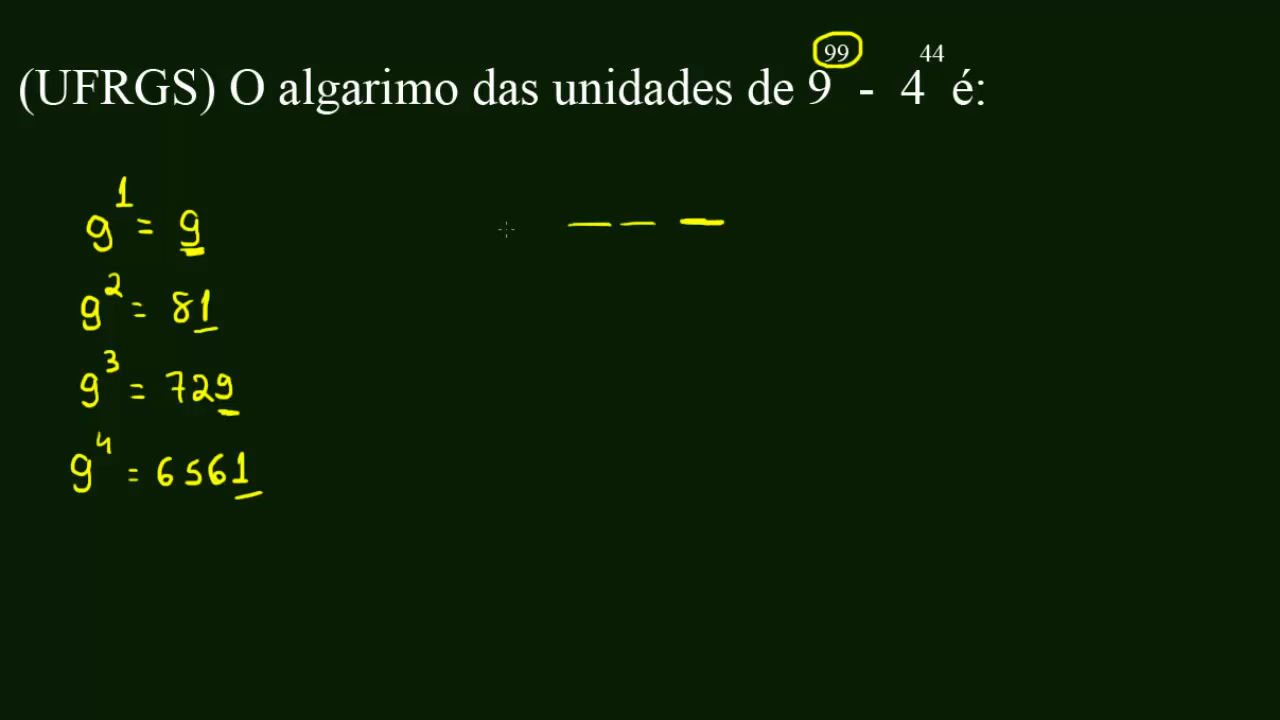 (UFRGS) O algarimo das unidades de 9^99 - 4^44 é:
9^1 = 9
9^2 = 81
9^3 = 729
9^4 = 6561